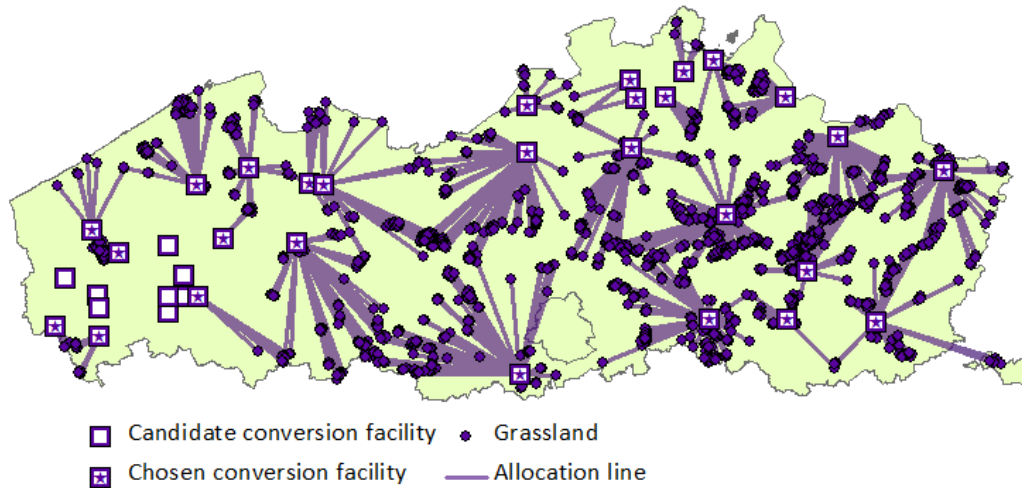 Candidate conversion facility
Grassland
Chosen conversion facility
Allocation line